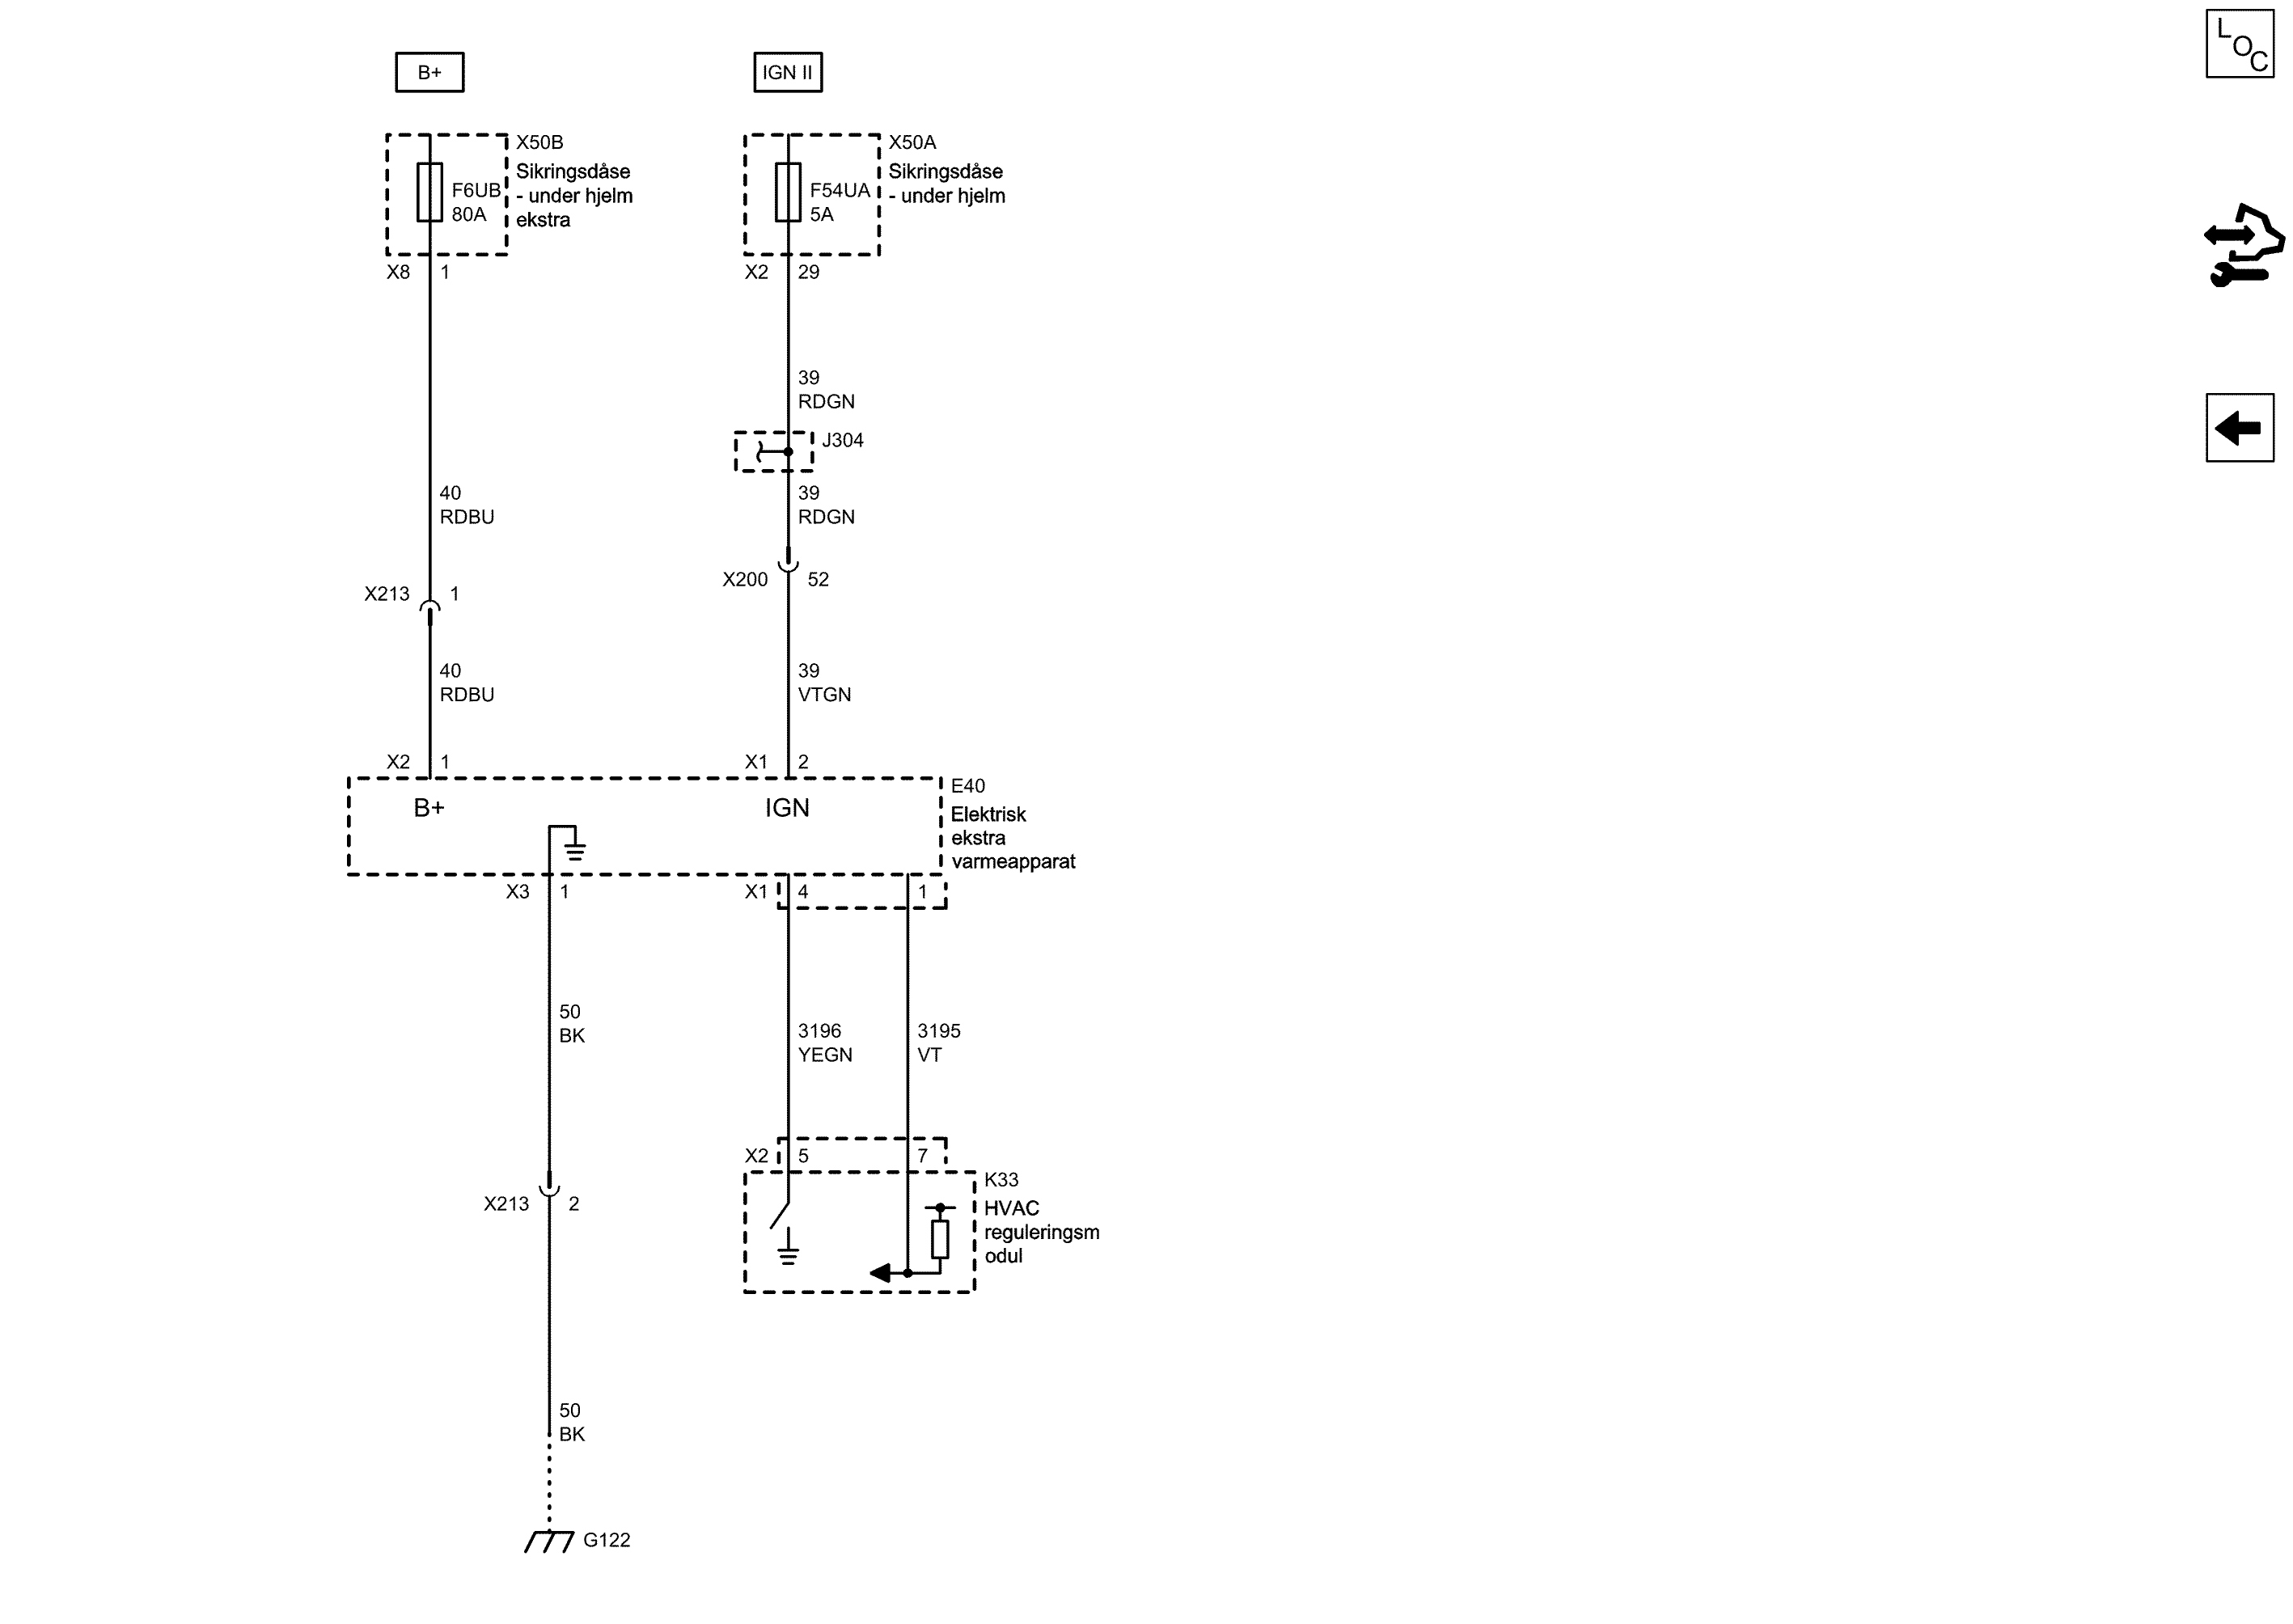 L
O
C
B+
IGN II
X50B
Sikringsdåse
- under hjelm
ekstra
F6UB
80A
X50A
Sikringsdåse
- under hjelm
F54UA
5A
X8 1
X2 29
39
RDGN
J304
40
RDBU
39
RDGN
X200 52
X213 1
40
RDBU
39
VTGN
X2 1
X1 2
E40
Elektrisk
ekstra
varmeapparat
B+
IGN
X3 1
X1 4 1
50
BK
3196
YEGN
3195
VT
X2 5 7
K33
HVAC
reguleringsm
odul
X213 2
50
BK
G122